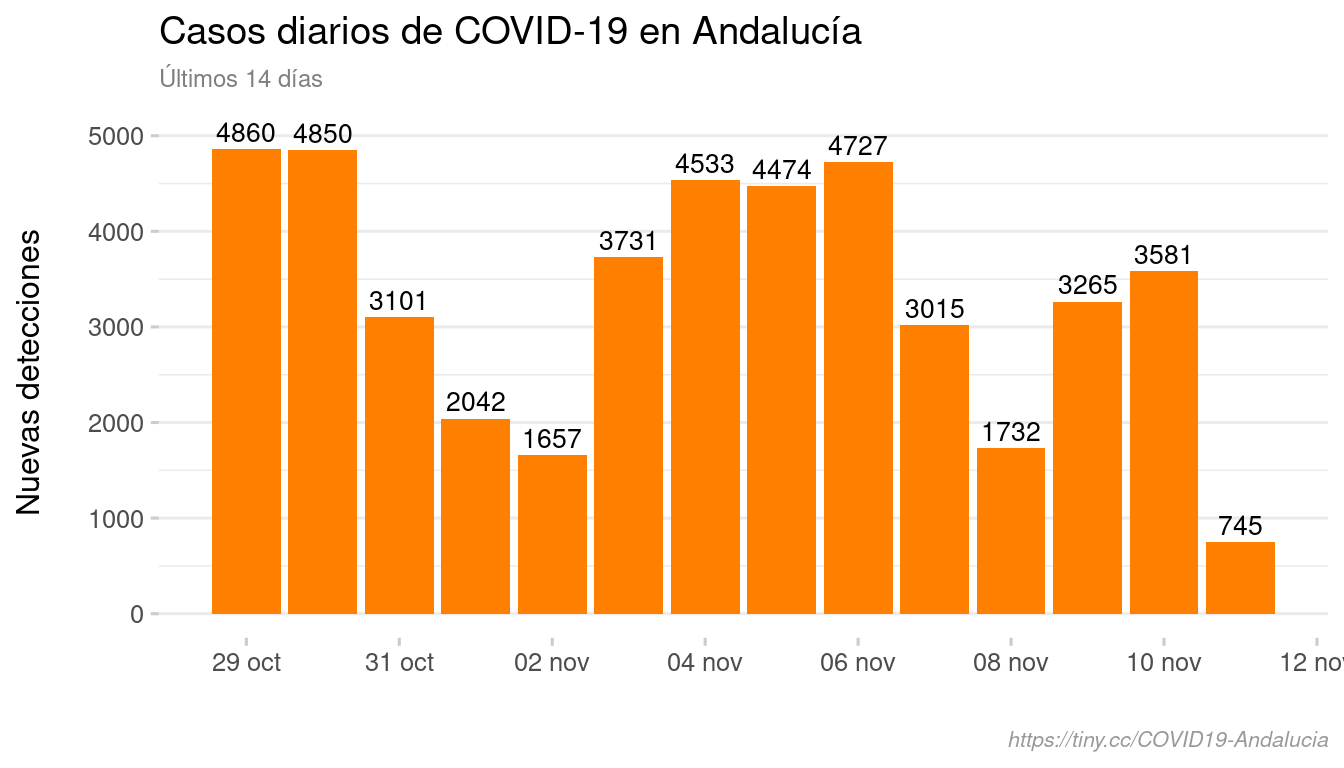 Casos diarios de COVID-19 en Andalucía
Últimos 14 días
Nuevas detecciones
5000
4000
3000
2000
1000
0
4860
4850
3101
2042
1657
3731
4533
4474
4727
3015
1732
3265
3581
745
29 oct
31 oct
02 nov
04 nov
06 nov
08 nov
10 nov
12 nov
https://tiny.cc/COVID19-Andalucia